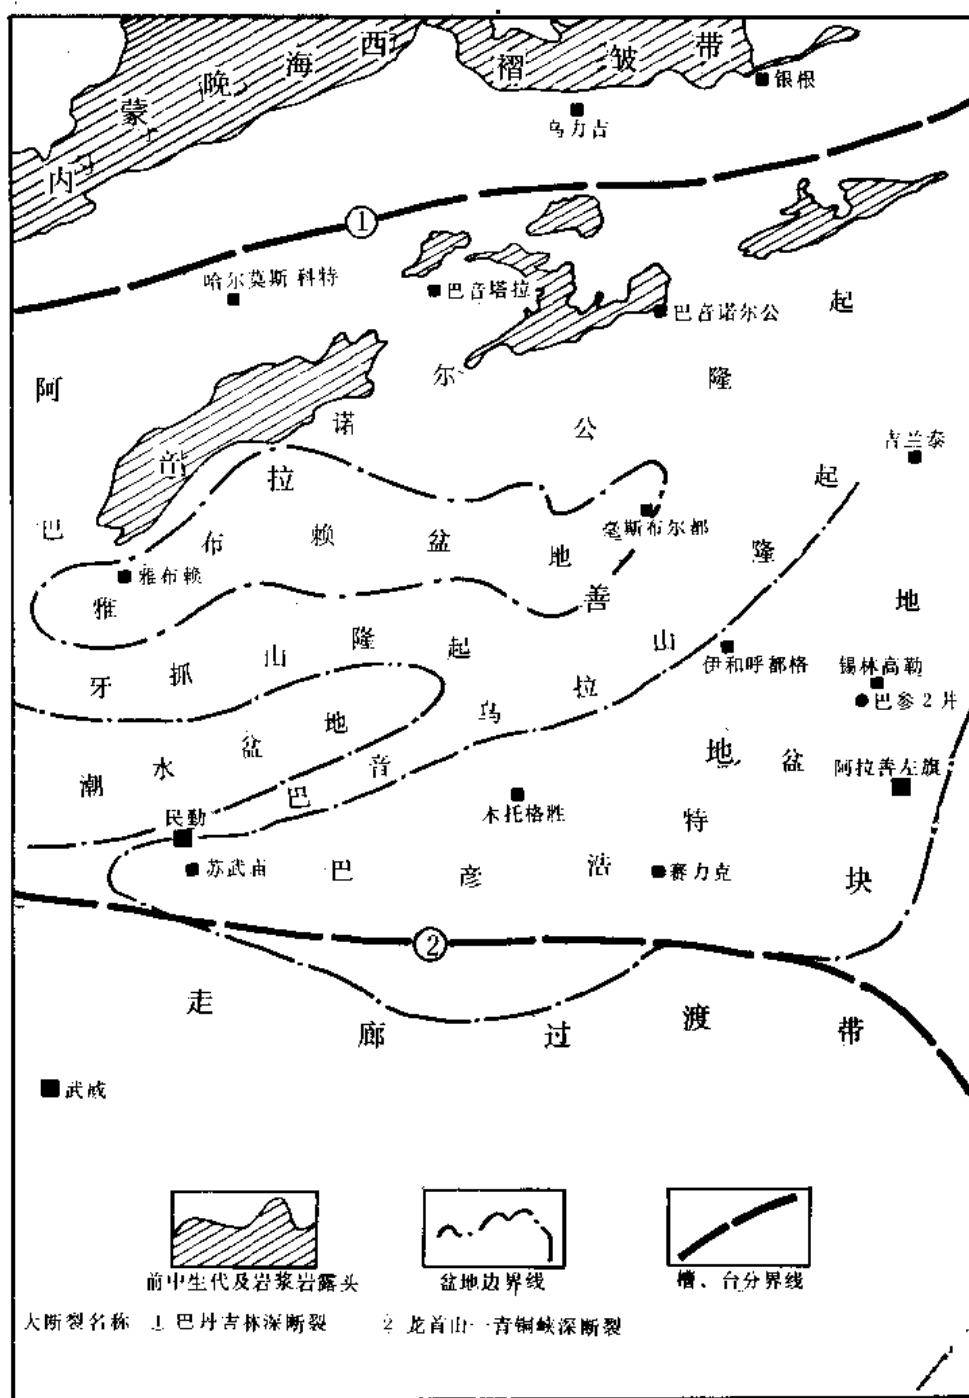 内蒙晚海西褶皱带
银根
乌力吉
①
哈尔莫斯科特
巴音塔拉
巴音诺尔公
巴音诺尔公隆起
阿拉善地块
吉兰泰
毫斯布尔都
雅布赖盆地
雅布赖
牙抓山隆起
伊和呼都格
锡林高勒
巴参2井
潮水盆地
巴音乌拉山隆起
阿拉善左旗
民勤
木托格胜
苏武庙
赛力克
巴彦浩特盆地
②
走廊过渡带
武威
前中生代及岩浆岩露头
盆地边界线
槽、台分界线
大断裂名称 1 巴丹吉林深断裂 2 龙首山—青铜峡深断裂